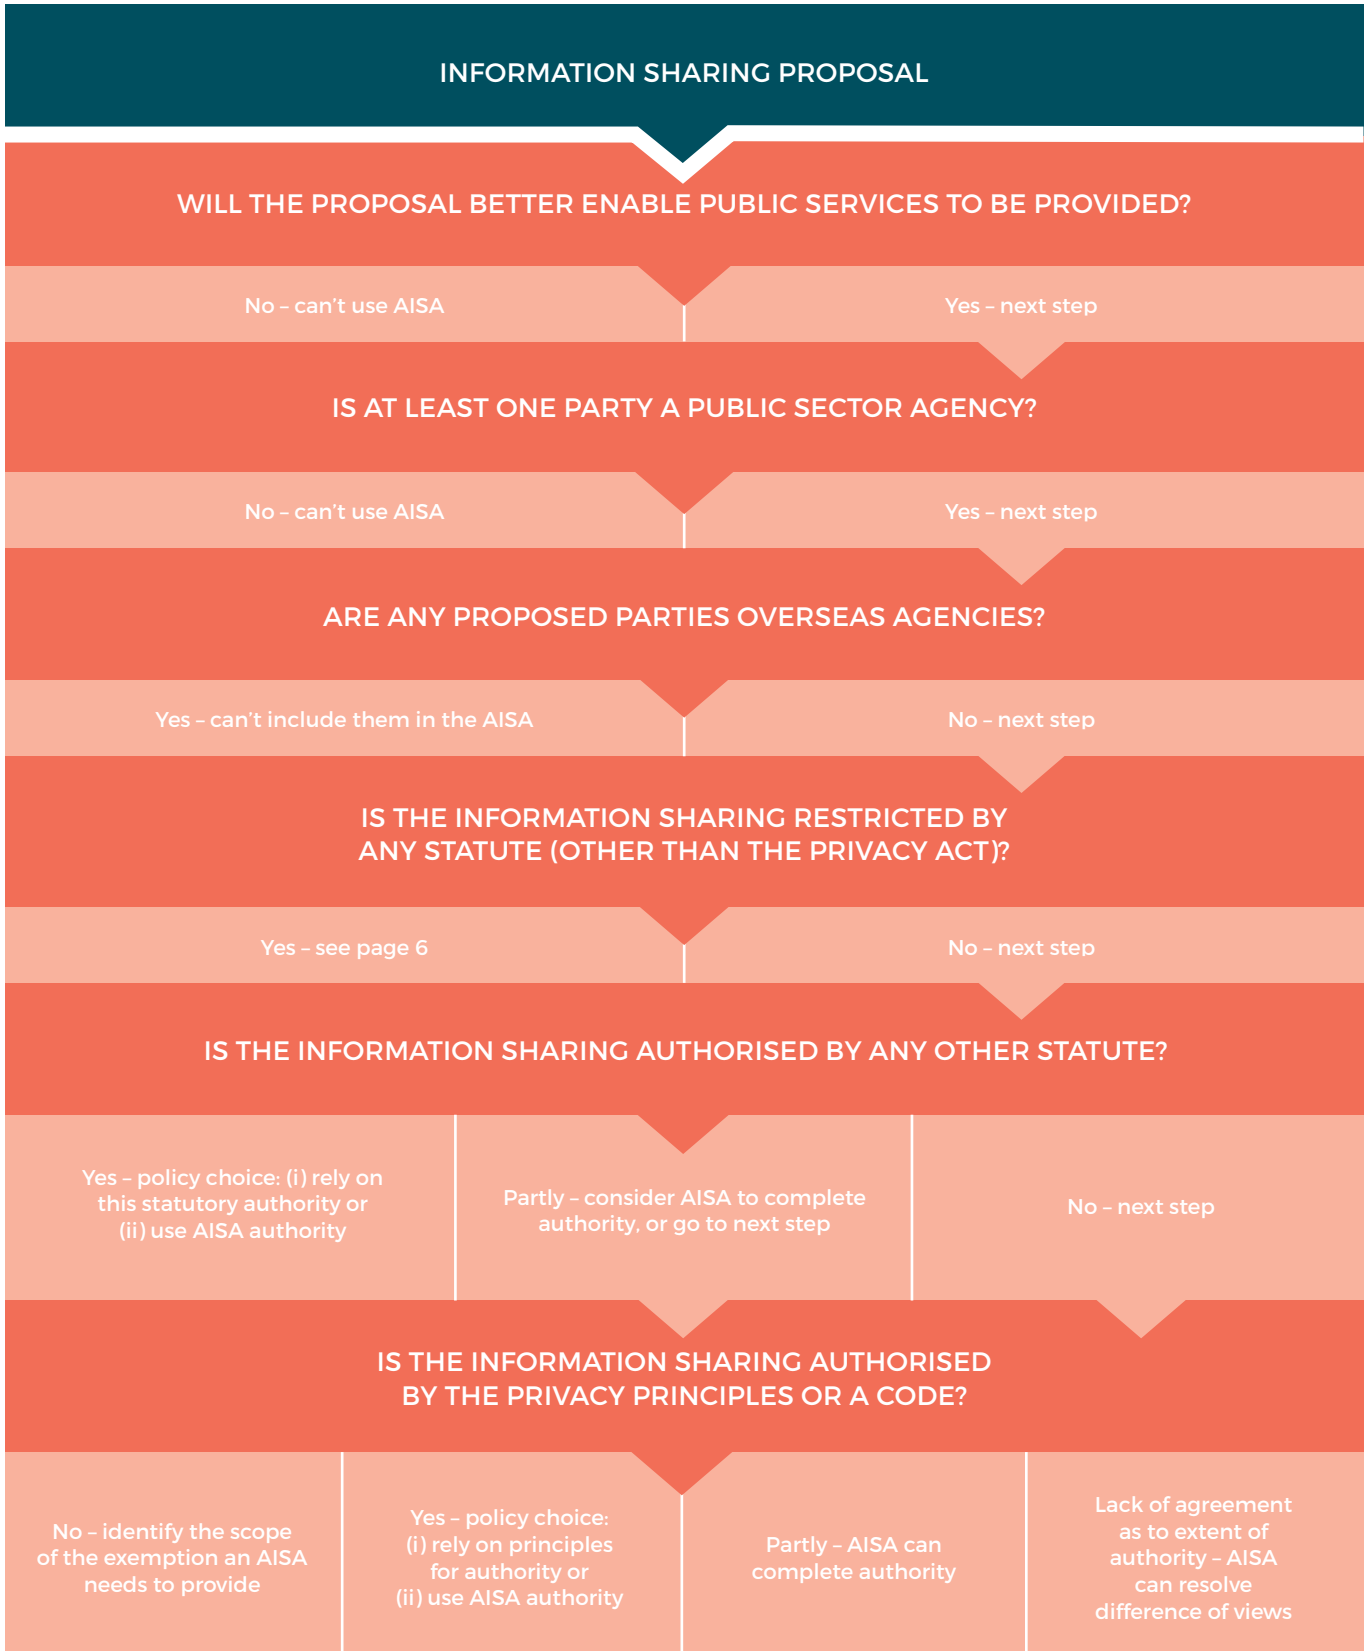 INFORMATION SHARING PROPOSAL
WILL THE PROPOSAL BETTER ENABLE PUBLIC SERVICES TO BE PROVIDED?
No – can't use AISA
Yes – next step
IS AT LEAST ONE PARTY A PUBLIC SECTOR AGENCY?
No – can't use AISA
Yes – next step
ARE ANY PROPOSED PARTIES OVERSEAS AGENCIES?
Yes – can't include them in the AISA
No – next step
IS THE INFORMATION SHARING RESTRICTED BY
ANY STATUTE (OTHER THAN THE PRIVACY ACT)?
Yes – see page 6
No – next step
IS THE INFORMATION SHARING AUTHORISED BY ANY OTHER STATUTE?
Yes – policy choice: (i) rely on
this statutory authority or
(ii) use AISA authority
Partly – consider AISA to complete
authority, or go to next step
No – next step
IS THE INFORMATION SHARING AUTHORISED
BY THE PRIVACY PRINCIPLES OR A CODE?
No – identify the scope
of the exemption an AISA
needs to provide
Yes – policy choice:
(i) rely on principles
for authority or
(ii) use AISA authority
Partly – AISA can
complete authority
Lack of agreement
as to extent of
authority – AISA
can resolve
difference of views